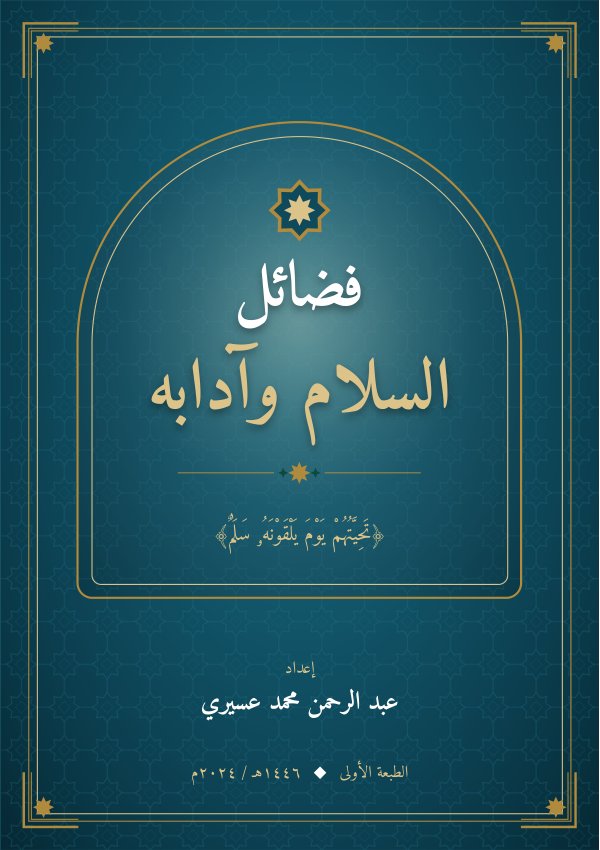 فضائل
السلام وآدابه
﴿تَحِيَّتُهُمْ يَوْمَ يَلْقَوْنَهُۥ سَلَٰمٌ﴾
إعداد
عبد الرحمن محمد عسيري
الطبعة الأولى ◆ ١٤٤٦هـ / ٢٠٢٤م